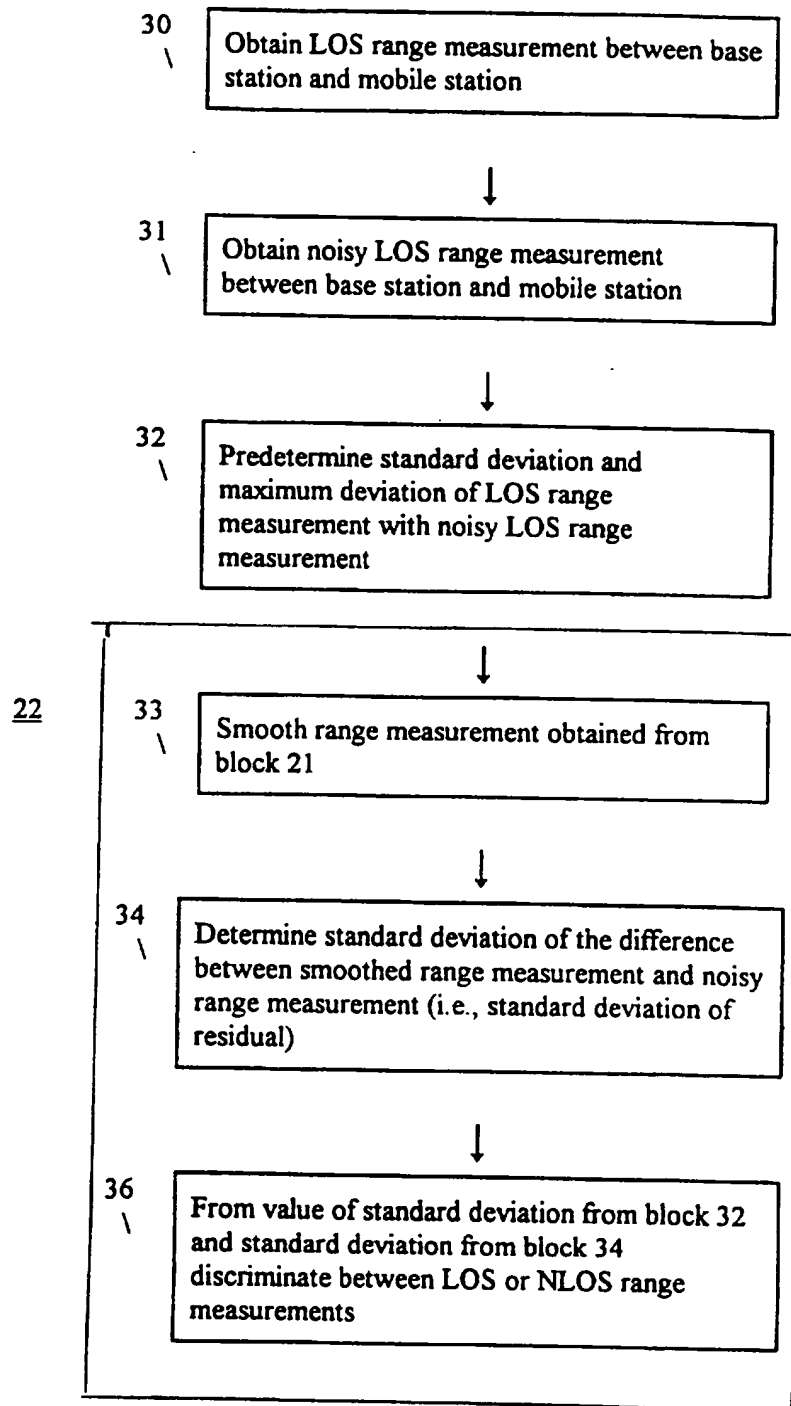 30
Obtain LOS range measurement between base
station and mobile station
31
Obtain noisy LOS range measurement
between base station and mobile station
32
Predetermine standard deviation and
maximum deviation of LOS range
measurement with noisy LOS range
measurement
22
33
Smooth range measurement obtained from
block 21
34
Determine standard deviation of the difference
between smoothed range measurement and noisy
range measurement (i.e., standard deviation of
residual)
36
From value of standard deviation from block 32
and standard deviation from block 34
discriminate between LOS or NLOS range
measurements